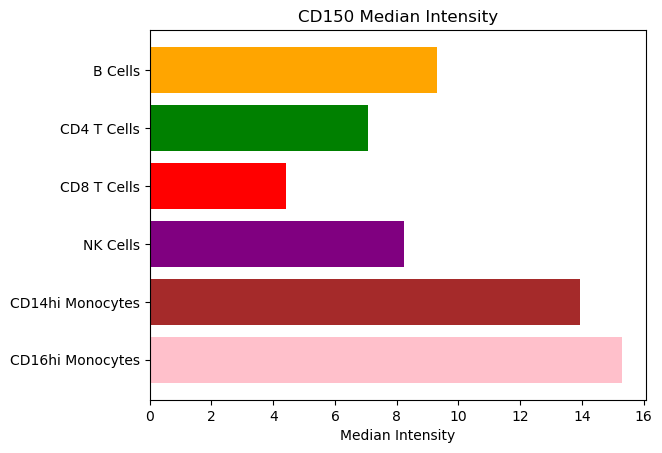 CD150 Median Intensity
B Cells
CD4 T Cells
CD8 T Cells
NK Cells
CD14hi Monocytes
CD16hi Monocytes
0 2 4 6 8 10 12 14 16
Median Intensity